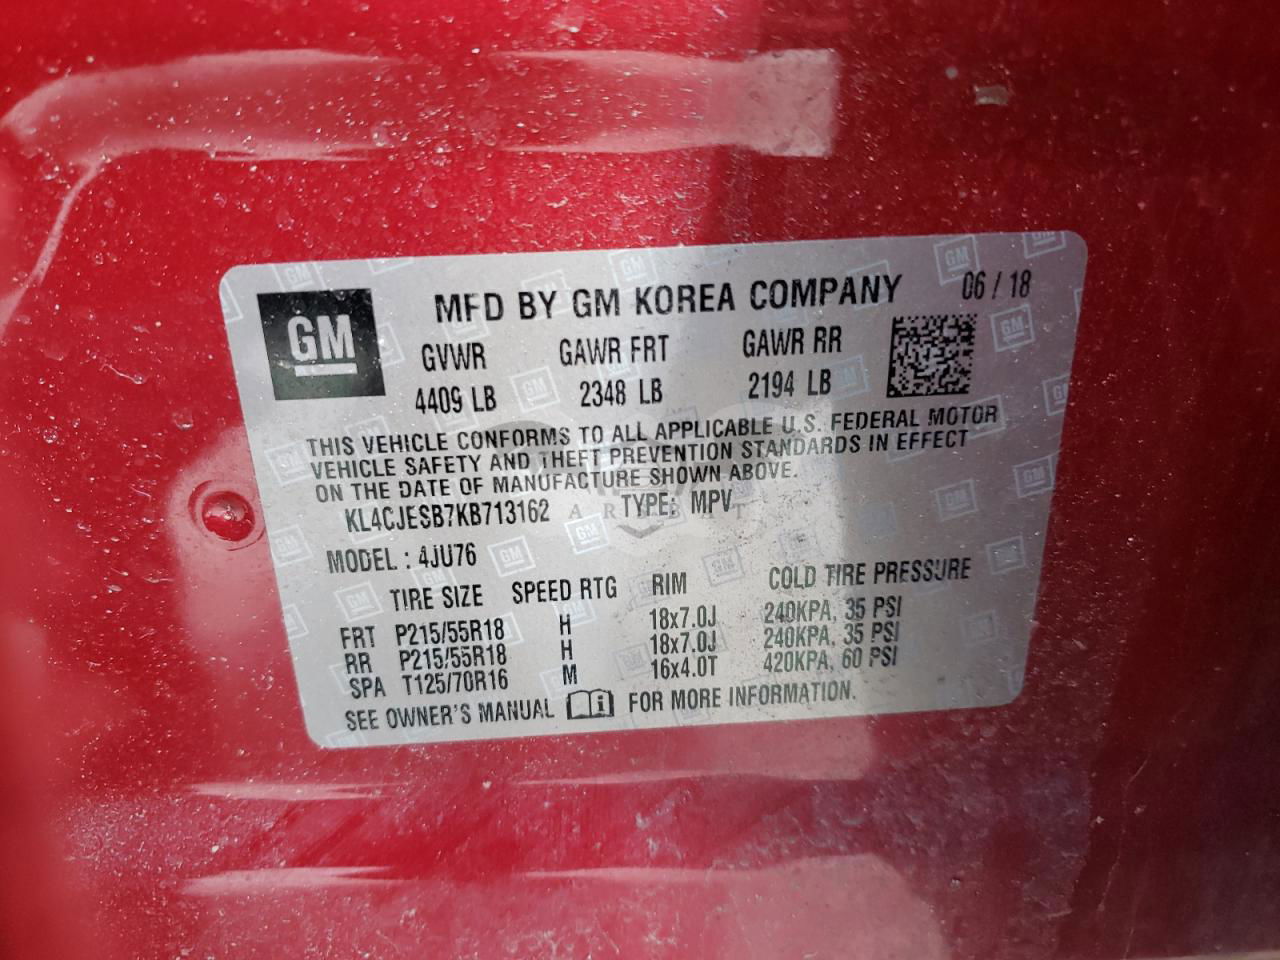 GM
MFD BY GM KOREA COMPANY 06 / 18
GVWR GAWR FRT GAWR RR
4409 LB 2348 LB 2194 LB
THIS VEHICLE CONFORMS TO ALL APPLICABLE U.S. FEDERAL MOTOR
VEHICLE SAFETY AND THEFT PREVENTION STANDARDS IN EFFECT
ON THE DATE OF MANUFACTURE SHOWN ABOVE.
KL4CJESB7KB713162 TYPE: MPV
MODEL : 4JU76
TIRE SIZE SPEED RTG RIM COLD TIRE PRESSURE
FRT P215/55R18 H 18x7.0J 240KPA, 35 PSI
RR P215/55R18 H 18x7.0J 240KPA, 35 PSI
SPA T125/70R16 M 16x4.0T 420KPA, 60 PSI
SEE OWNER'S MANUAL FOR MORE INFORMATION.